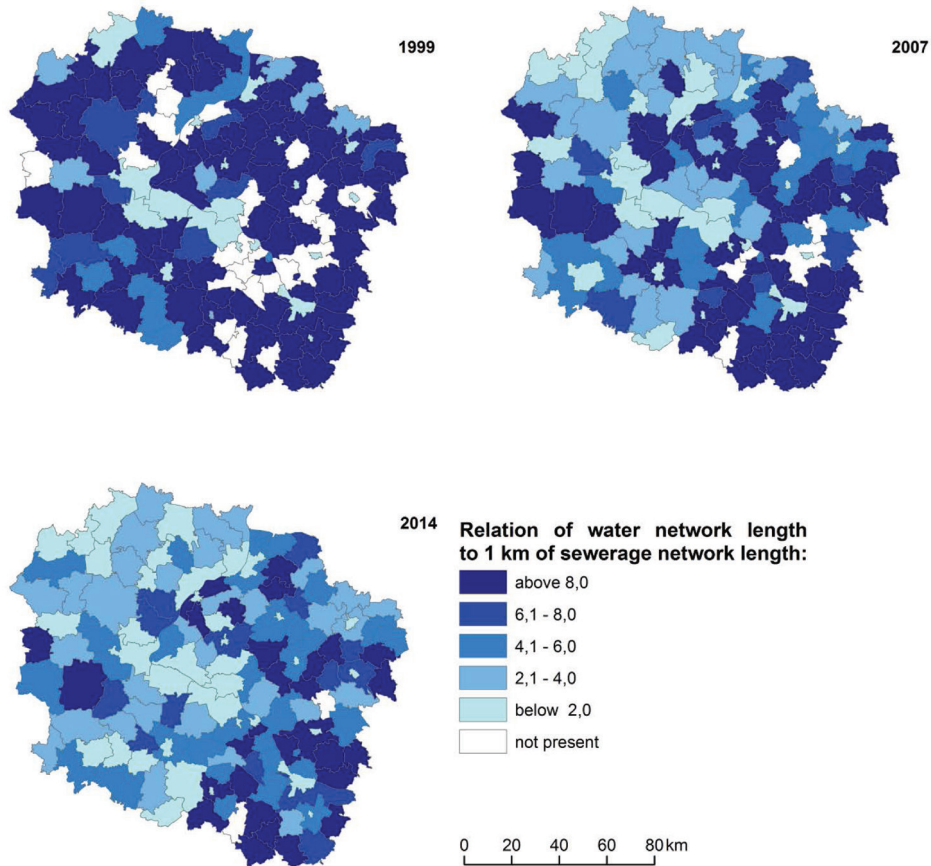 1999
2007
2014
Relation of water network length
to 1 km of sewerage network length:
above 8,0
6,1 - 8,0
4,1 - 6,0
2,1 - 4,0
below 2,0
not present
0 20 40 60 80 km